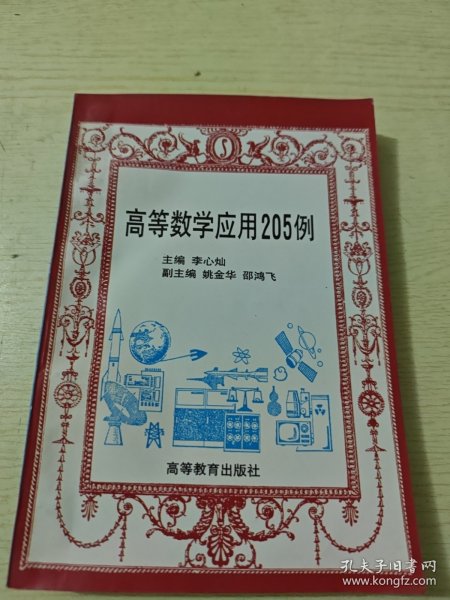 高等数学应用205例
主编 李心灿
副主编 姚金华 邵鸿飞
高等教育出版社
孔夫子旧书网
www.kongfz.com